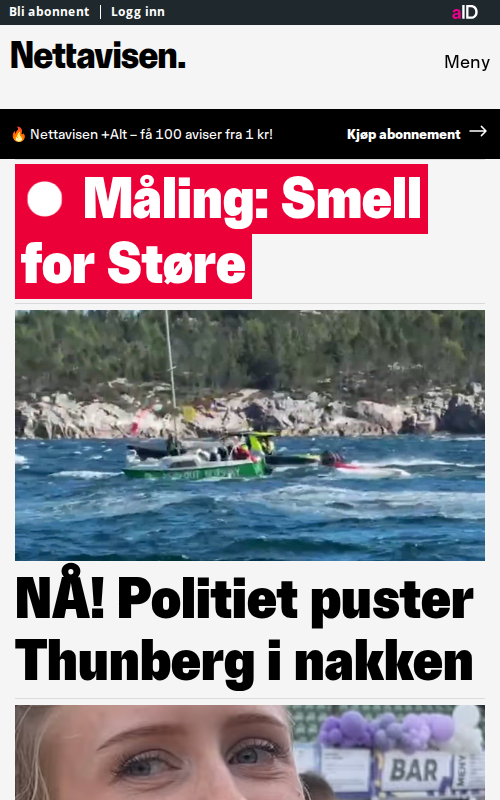 Bli abonnent
Logg inn
aID
Nettavisen.
Meny
🔥 Nettavisen +Alt – få 100 aviser fra 1 kr!
Kjøp abonnement →
Måling: Smell
for Støre
NÅ! Politiet puster
Thunberg i nakken
BAR
MENY